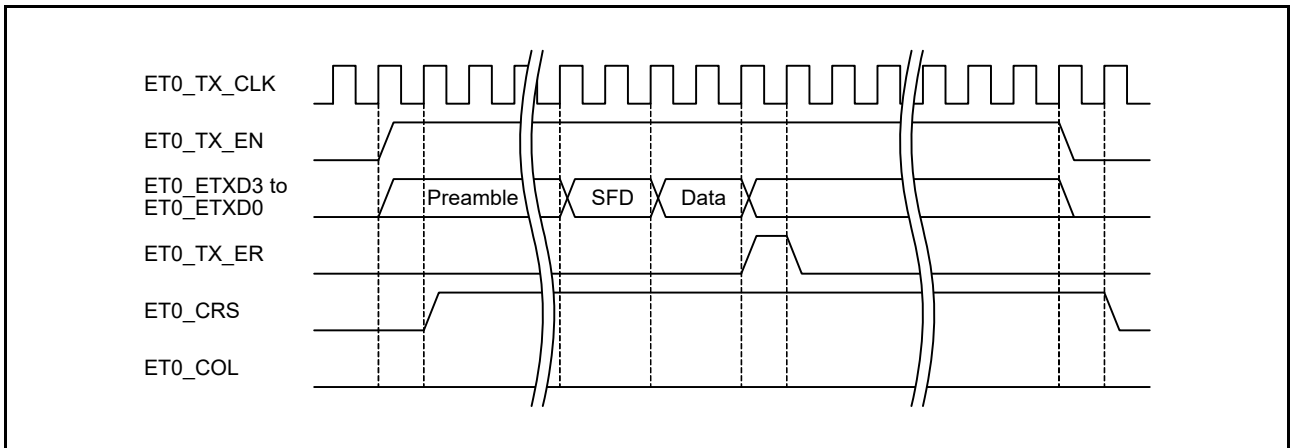 ET0_TX_CLK
ET0_TX_EN
ET0_ETXD3 to
ET0_ETXD0
Preamble
SFD
Data
ET0_TX_ER
ET0_CRS
ET0_COL